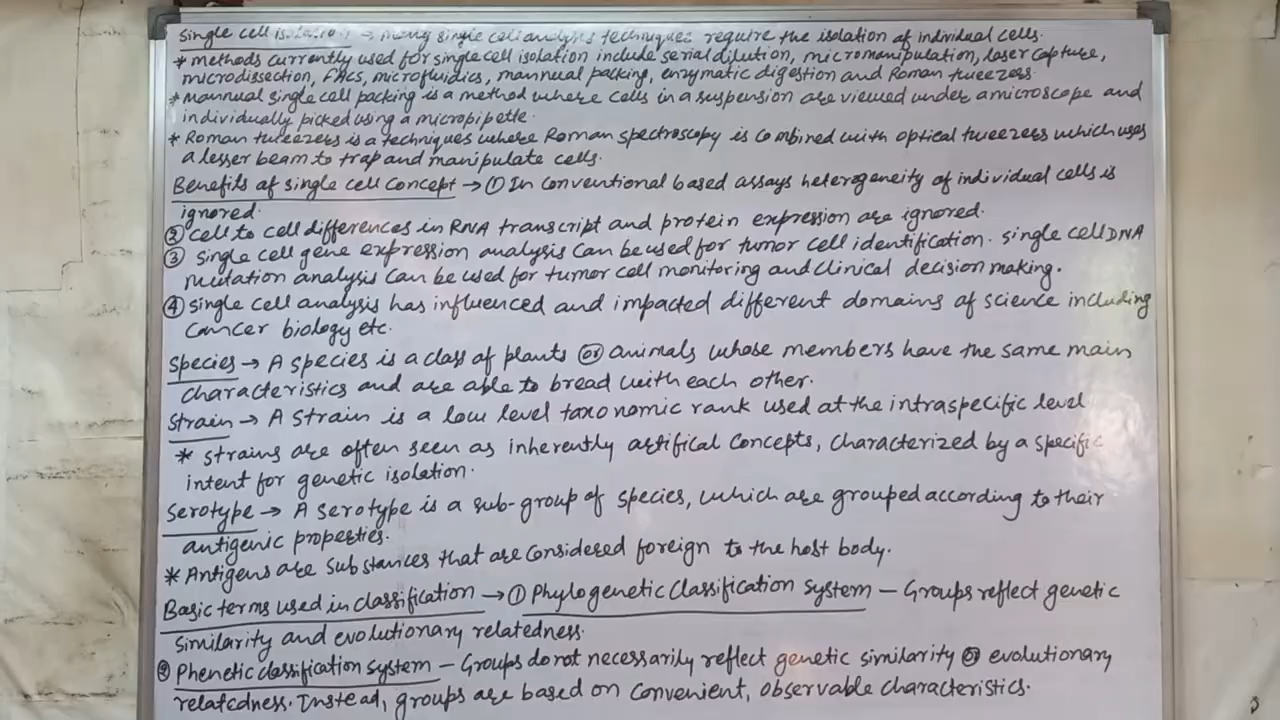 Single cell isolation → many single cell analysis techniques require the isolation of individual cells.
* methods currently used for single cell isolation include serial dilution, micromanipulation, laser capture,
microdissection, FACS, microfluidics, mannual packing, enzymatic digestion and Roman tweezers.
* mannual single cell packing is a method where cells in a suspension are viewed under a microscope and
individually picked using a micropipette.
* Roman tweezers is a techniques where Roman spectroscopy is combined with optical tweezers which uses
a lesser beam to trap and manipulate cells.
Benefits of single cell concept → ① In conventional based assays heterogeneity of individual cells is
ignored.
② cell to cell differences in RNA transcript and protein expression are ignored.
③ single cell gene expression analysis can be used for tumor cell identification. single cell DNA
mutation analysis can be used for tumor cell monitoring and clinical decision making.
④ single cell analysis has influenced and impacted different domains of science including
cancer biology etc.
Species → A species is a class of plants or animals whose members have the same main
characteristics and are able to bread with each other.
Strain → A strain is a low level taxonomic rank used at the intraspecific level
* strains are often seen as inherently artifical concepts, characterized by a specific
intent for genetic isolation.
Serotype → A serotype is a sub-group of species, which are grouped according to their
antigenic properties.
* Antigens are substances that are considered foreign to the host body.
Basic terms used in classification → ① Phylogenetic classification system – Groups reflect genetic
similarity and evolutionary relatedness.
② Phenetic classification system – Groups do not necessarily reflect genetic similarity or evolutionary
relatedness. Instead, groups are based on convenient, observable characteristics.